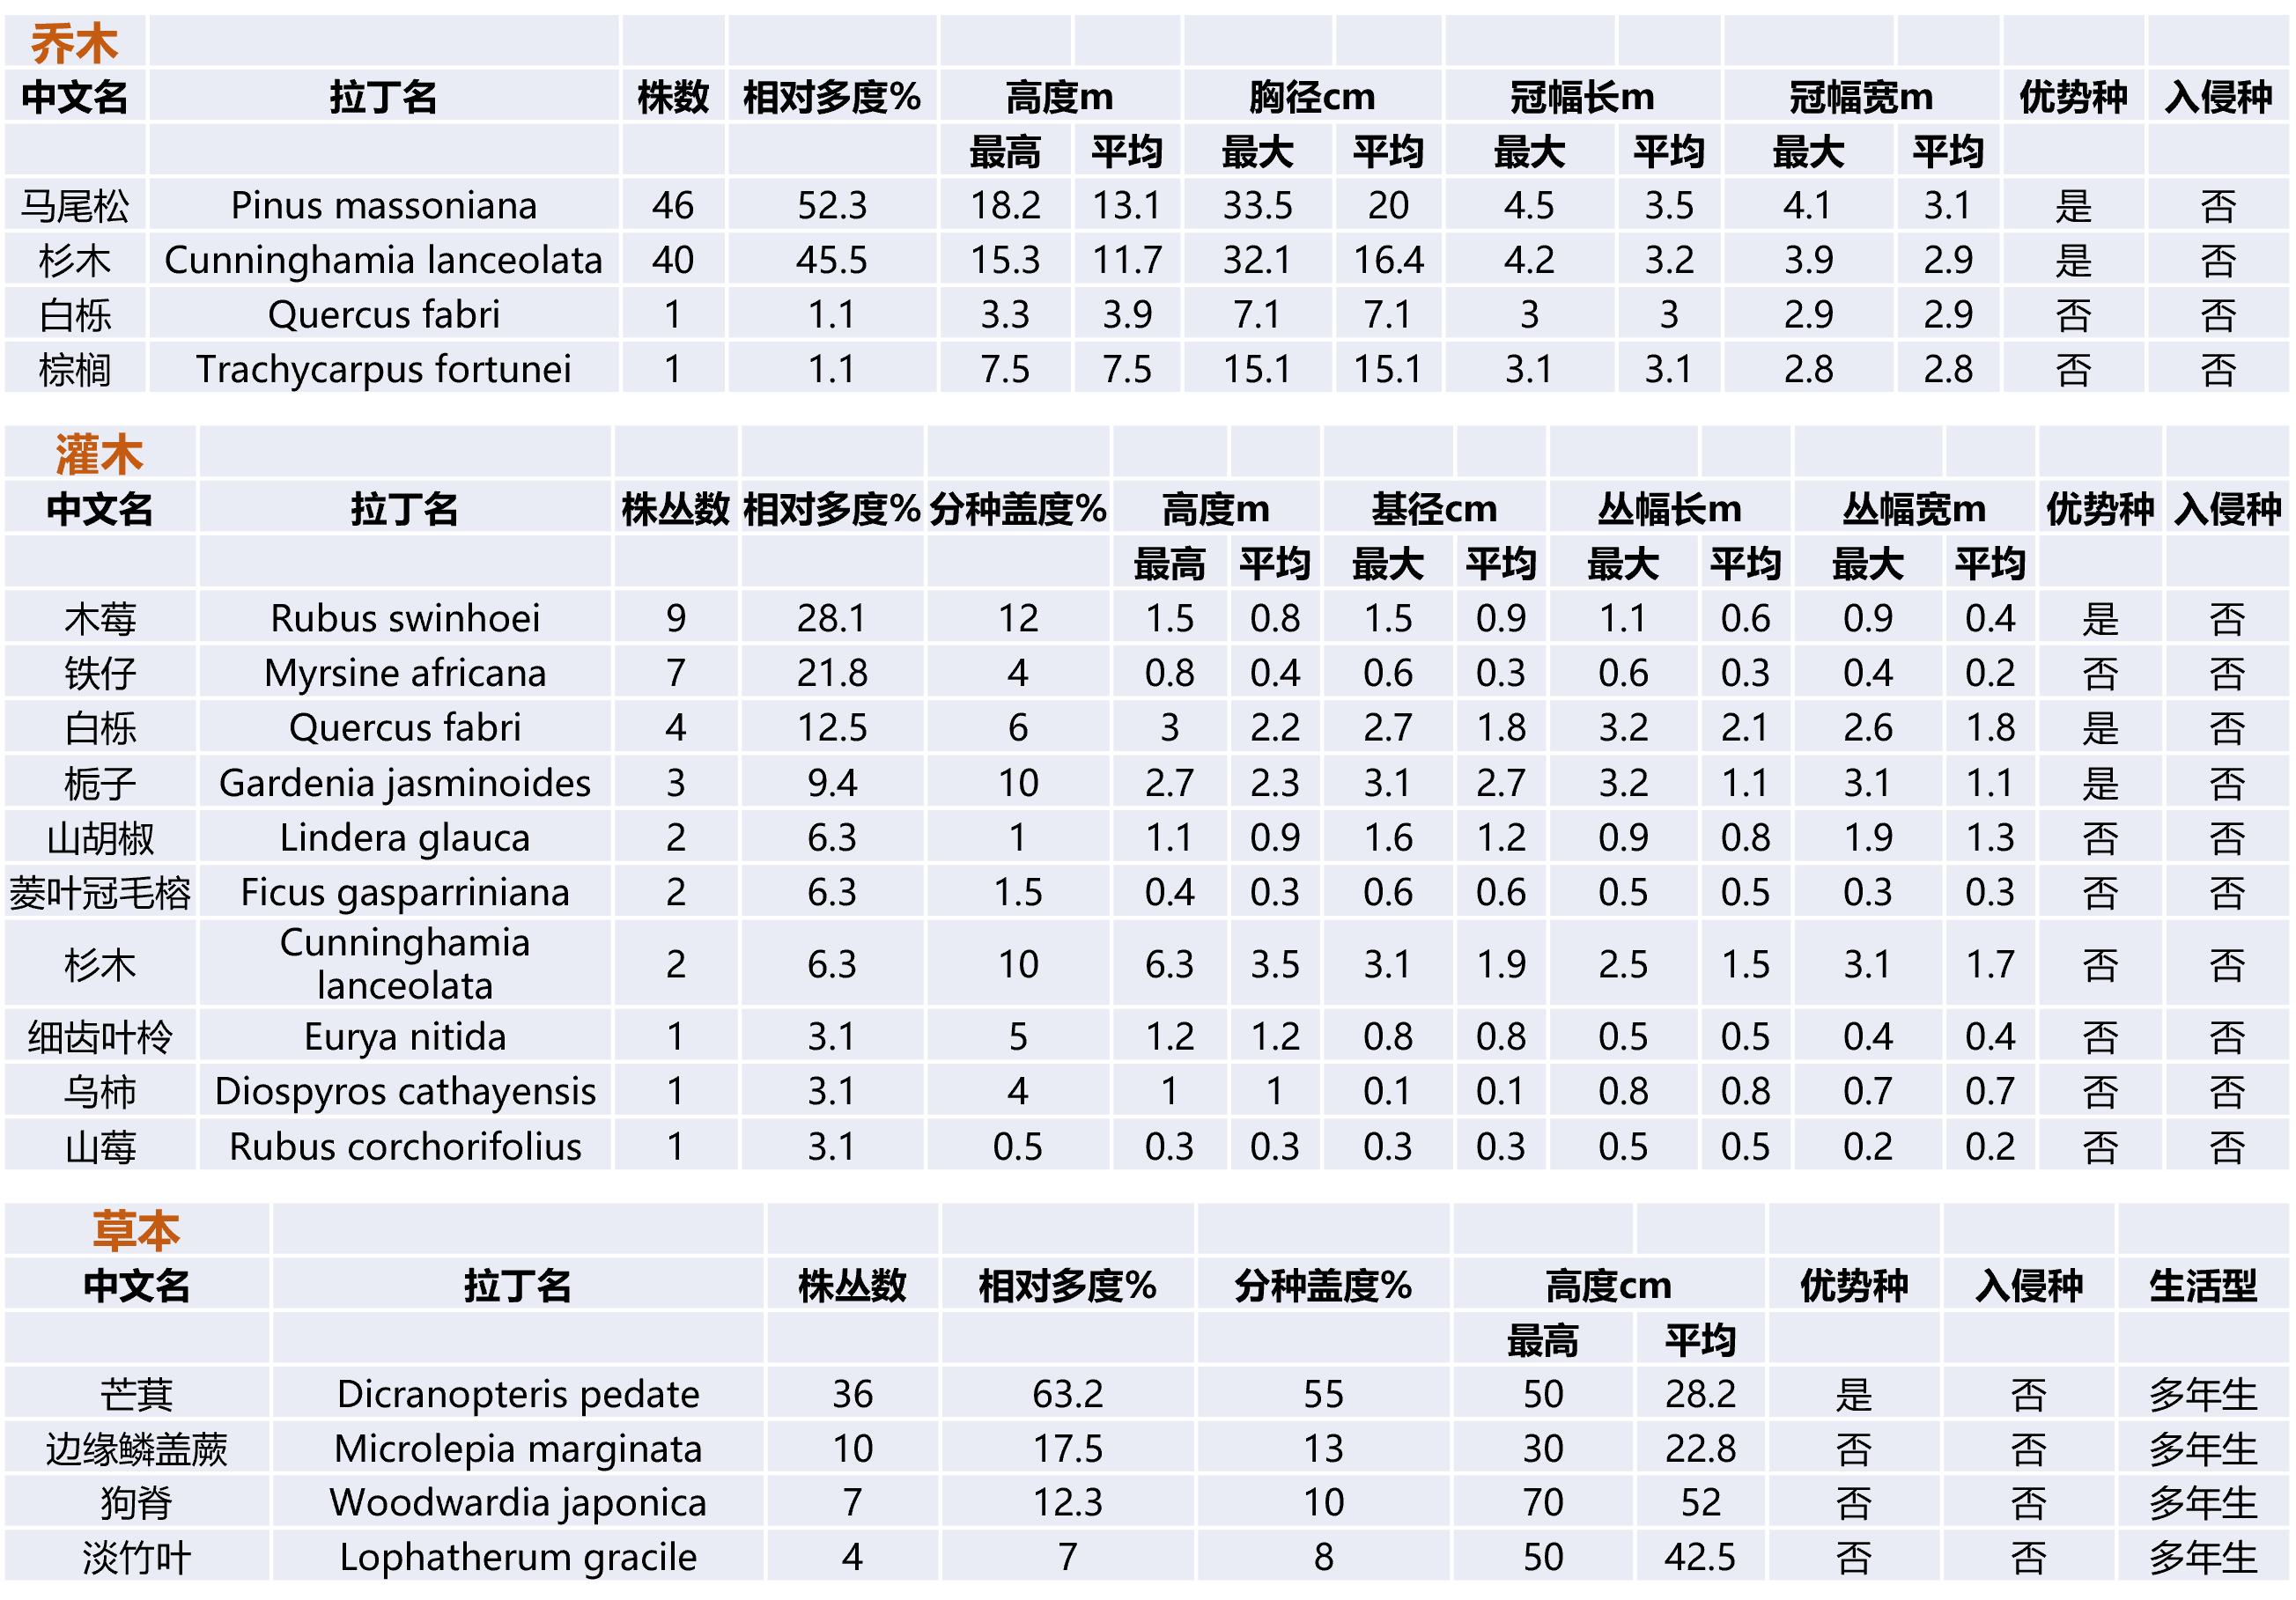 乔木
中文名 拉丁名 株数 相对多度% 高度m 胸径cm 冠幅长m 冠幅宽m 优势种 入侵种
最高 平均 最大 平均 最大 平均 最大 平均
马尾松 Pinus massoniana 46 52.3 18.2 13.1 33.5 20 4.5 3.5 4.1 3.1 是 否
杉木 Cunninghamia lanceolata 40 45.5 15.3 11.7 32.1 16.4 4.2 3.2 3.9 2.9 是 否
白栎 Quercus fabri 1 1.1 3.3 3.9 7.1 7.1 3 3 2.9 2.9 否 否
棕榈 Trachycarpus fortunei 1 1.1 7.5 7.5 15.1 15.1 3.1 3.1 2.8 2.8 否 否
灌木
中文名 拉丁名 株丛数 相对多度% 分种盖度% 高度m 基径cm 丛幅长m 丛幅宽m 优势种 入侵种
最高 平均 最大 平均 最大 平均 最大 平均
木莓 Rubus swinhoei 9 28.1 12 1.5 0.8 1.5 0.9 1.1 0.6 0.9 0.4 是 否
铁仔 Myrsine africana 7 21.8 4 0.8 0.4 0.6 0.3 0.6 0.3 0.4 0.2 否 否
白栎 Quercus fabri 4 12.5 6 3 2.2 2.7 1.8 3.2 2.1 2.6 1.8 是 否
栀子 Gardenia jasminoides 3 9.4 10 2.7 2.3 3.1 2.7 3.2 1.1 3.1 1.1 是 否
山胡椒 Lindera glauca 2 6.3 1 1.1 0.9 1.6 1.2 0.9 0.8 1.9 1.3 否 否
菱叶冠毛榕 Ficus gasparriniana 2 6.3 1.5 0.4 0.3 0.6 0.6 0.5 0.5 0.3 0.3 否 否
杉木 Cunninghamia
lanceolata 2 6.3 10 6.3 3.5 3.1 1.9 2.5 1.5 3.1 1.7 否 否
细齿叶柃 Eurya nitida 1 3.1 5 1.2 1.2 0.8 0.8 0.5 0.5 0.4 0.4 否 否
乌柿 Diospyros cathayensis 1 3.1 4 1 1 0.1 0.1 0.8 0.8 0.7 0.7 否 否
山莓 Rubus corchorifolius 1 3.1 0.5 0.3 0.3 0.3 0.3 0.5 0.5 0.2 0.2 否 否
草本
中文名 拉丁名 株丛数 相对多度% 分种盖度% 高度cm 优势种 入侵种 生活型
最高 平均
芒萁 Dicranopteris pedate 36 63.2 55 50 28.2 是 否 多年生
边缘鳞盖蕨 Microlepia marginata 10 17.5 13 30 22.8 否 否 多年生
狗脊 Woodwardia japonica 7 12.3 10 70 52 否 否 多年生
淡竹叶 Lophatherum gracile 4 7 8 50 42.5 否 否 多年生